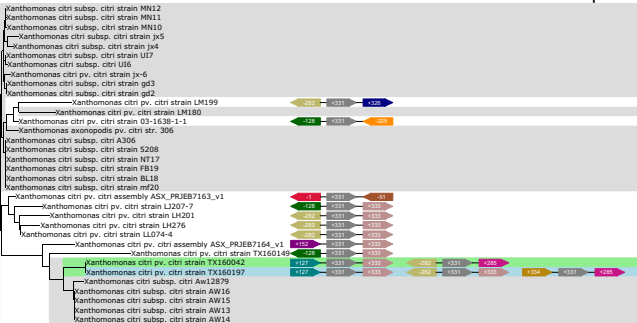 Xanthomonas citri subsp. citri strain MN12
Xanthomonas citri subsp. citri strain MN11
Xanthomonas citri subsp. citri strain MN10
Xanthomonas citri subsp. citri strain jx5
Xanthomonas citri subsp. citri strain jx4
Xanthomonas citri subsp. citri strain UI7
Xanthomonas citri subsp. citri strain UI6
Xanthomonas citri pv. citri strain jx-6
Xanthomonas citri subsp. citri strain gd3
Xanthomonas citri subsp. citri strain gd2
Xanthomonas citri pv. citri strain LM199 -282 +331 +326
Xanthomonas citri pv. citri strain LM180
Xanthomonas citri pv. citri strain 03-1638-1-1 -128 +331 -325
Xanthomonas axonopodis pv. citri str. 306
Xanthomonas citri subsp. citri A306
Xanthomonas citri subsp. citri strain 5208
Xanthomonas citri subsp. citri strain NT17
Xanthomonas citri subsp. citri strain FB19
Xanthomonas citri subsp. citri strain BL18
Xanthomonas citri subsp. citri strain mf20
Xanthomonas citri pv. citri assembly ASX_PRJEB7163_v1 -1 +331 -51
Xanthomonas citri pv. citri strain LJ207-7 -128 +331 +333
Xanthomonas citri pv. citri strain LH201 -282 +331 +333
Xanthomonas citri pv. citri strain LH276 -282 +331 +333
Xanthomonas citri pv. citri strain LL074-4 -282 +331 +333
Xanthomonas citri pv. citri assembly ASX_PRJEB7164_v1 +152 +331 +333
Xanthomonas citri pv. citri strain TX160149 -128 +331 +333
Xanthomonas citri pv. citri strain TX160042 +127 +331 +333 -282 +331 +285
Xanthomonas citri pv. citri strain TX160197 +127 +331 +333 -282 +331 +333 +334 +331 +285
Xanthomonas citri subsp. citri strain Aw12879
Xanthomonas citri subsp. citri strain AW16
Xanthomonas citri subsp. citri strain AW15
Xanthomonas citri subsp. citri strain AW13
Xanthomonas citri subsp. citri strain AW14